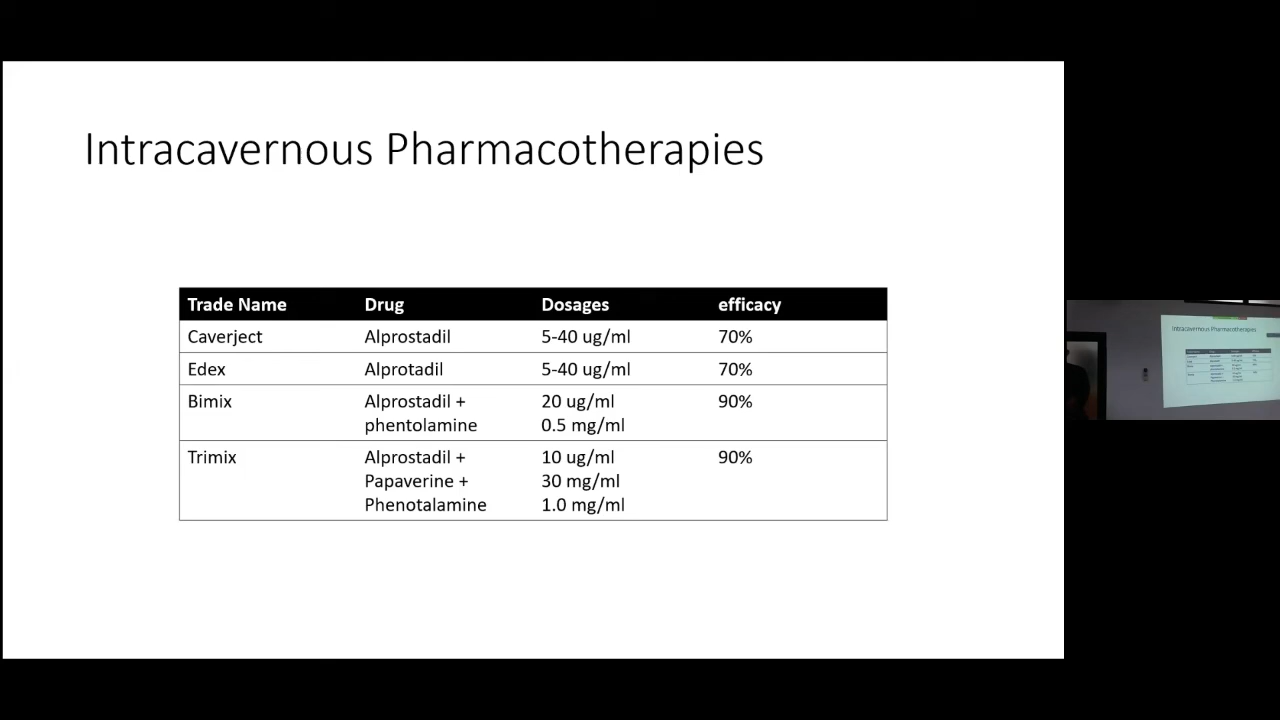 Intracavernous Pharmacotherapies
Trade Name Drug Dosages efficacy
Caverject Alprostadil 5-40 ug/ml 70%
Edex Alprotadil 5-40 ug/ml 70%
Bimix Alprostadil + 20 ug/ml 90%
phentolamine 0.5 mg/ml
Trimix Alprostadil + 10 ug/ml 90%
Papaverine + 30 mg/ml
Phenotalamine 1.0 mg/ml
Intracavernous Pharmacotherapies